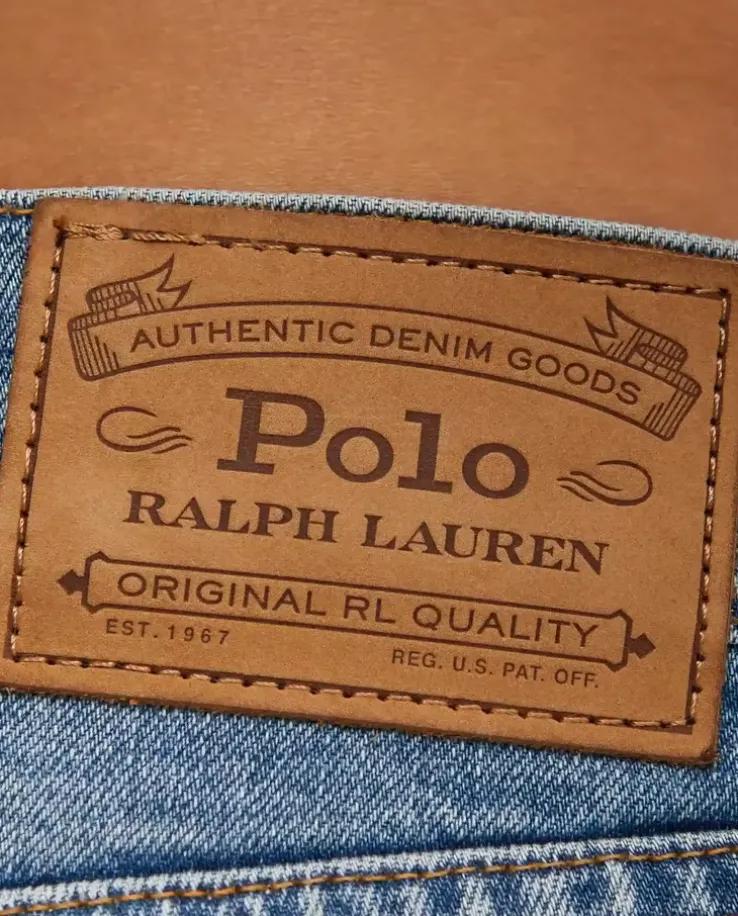 AUTHENTIC DENIM GOODS
Polo
RALPH LAUREN
ORIGINAL RL QUALITY
EST. 1967
REG. U.S. PAT. OFF.